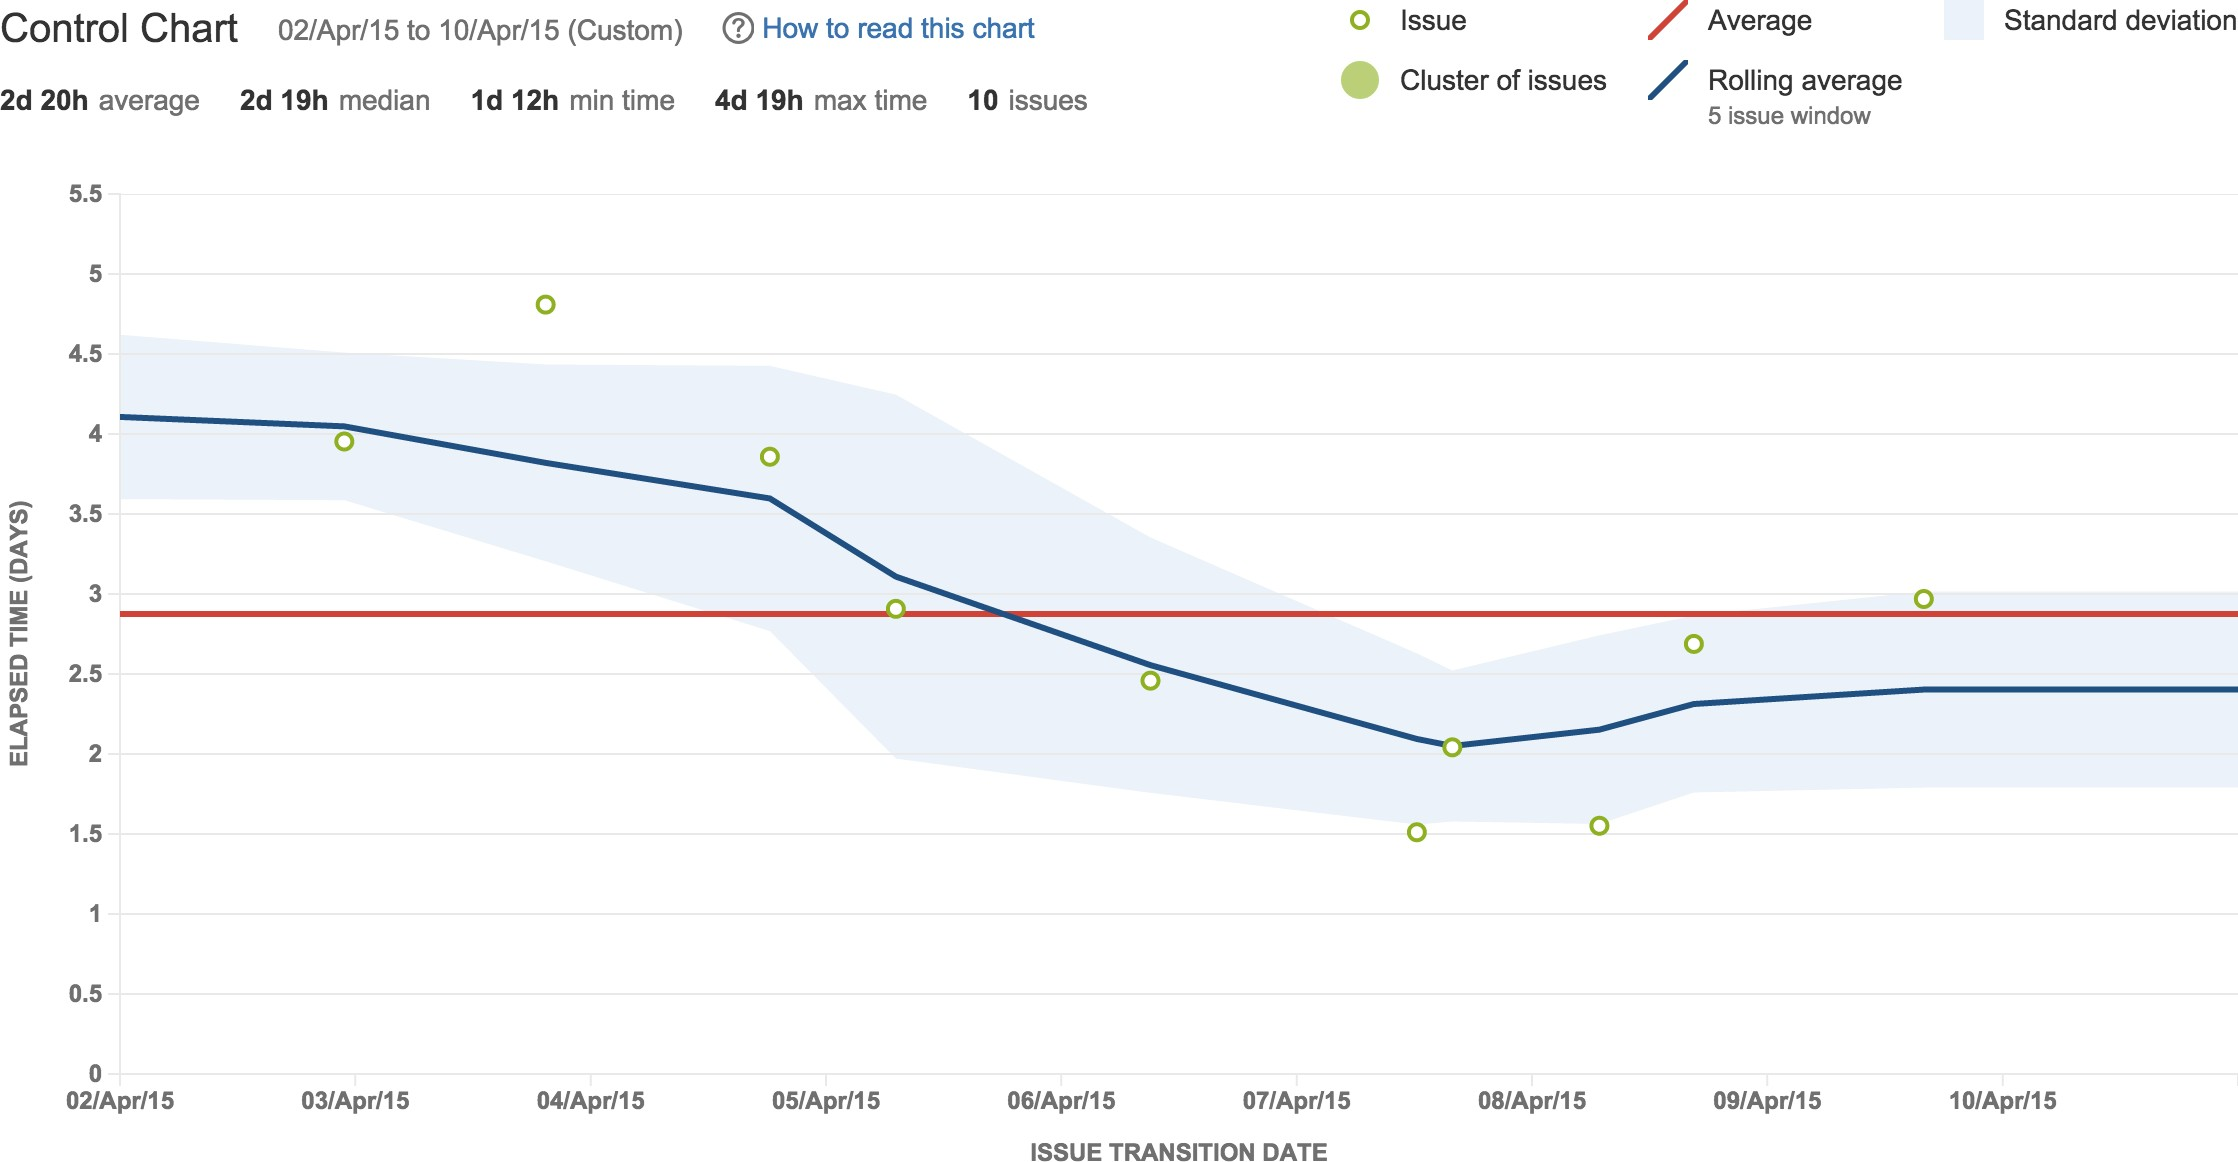 Control Chart 02/Apr/15 to 10/Apr/15 (Custom) ? How to read this chart
2d 20h average 2d 19h median 1d 12h min time 4d 19h max time 10 issues
Issue Average Standard deviation
Cluster of issues Rolling average
5 issue window
ELAPSED TIME (DAYS)
5.5
5
4.5
4
3.5
3
2.5
2
1.5
1
0.5
0
02/Apr/15 03/Apr/15 04/Apr/15 05/Apr/15 06/Apr/15 07/Apr/15 08/Apr/15 09/Apr/15 10/Apr/15
ISSUE TRANSITION DATE